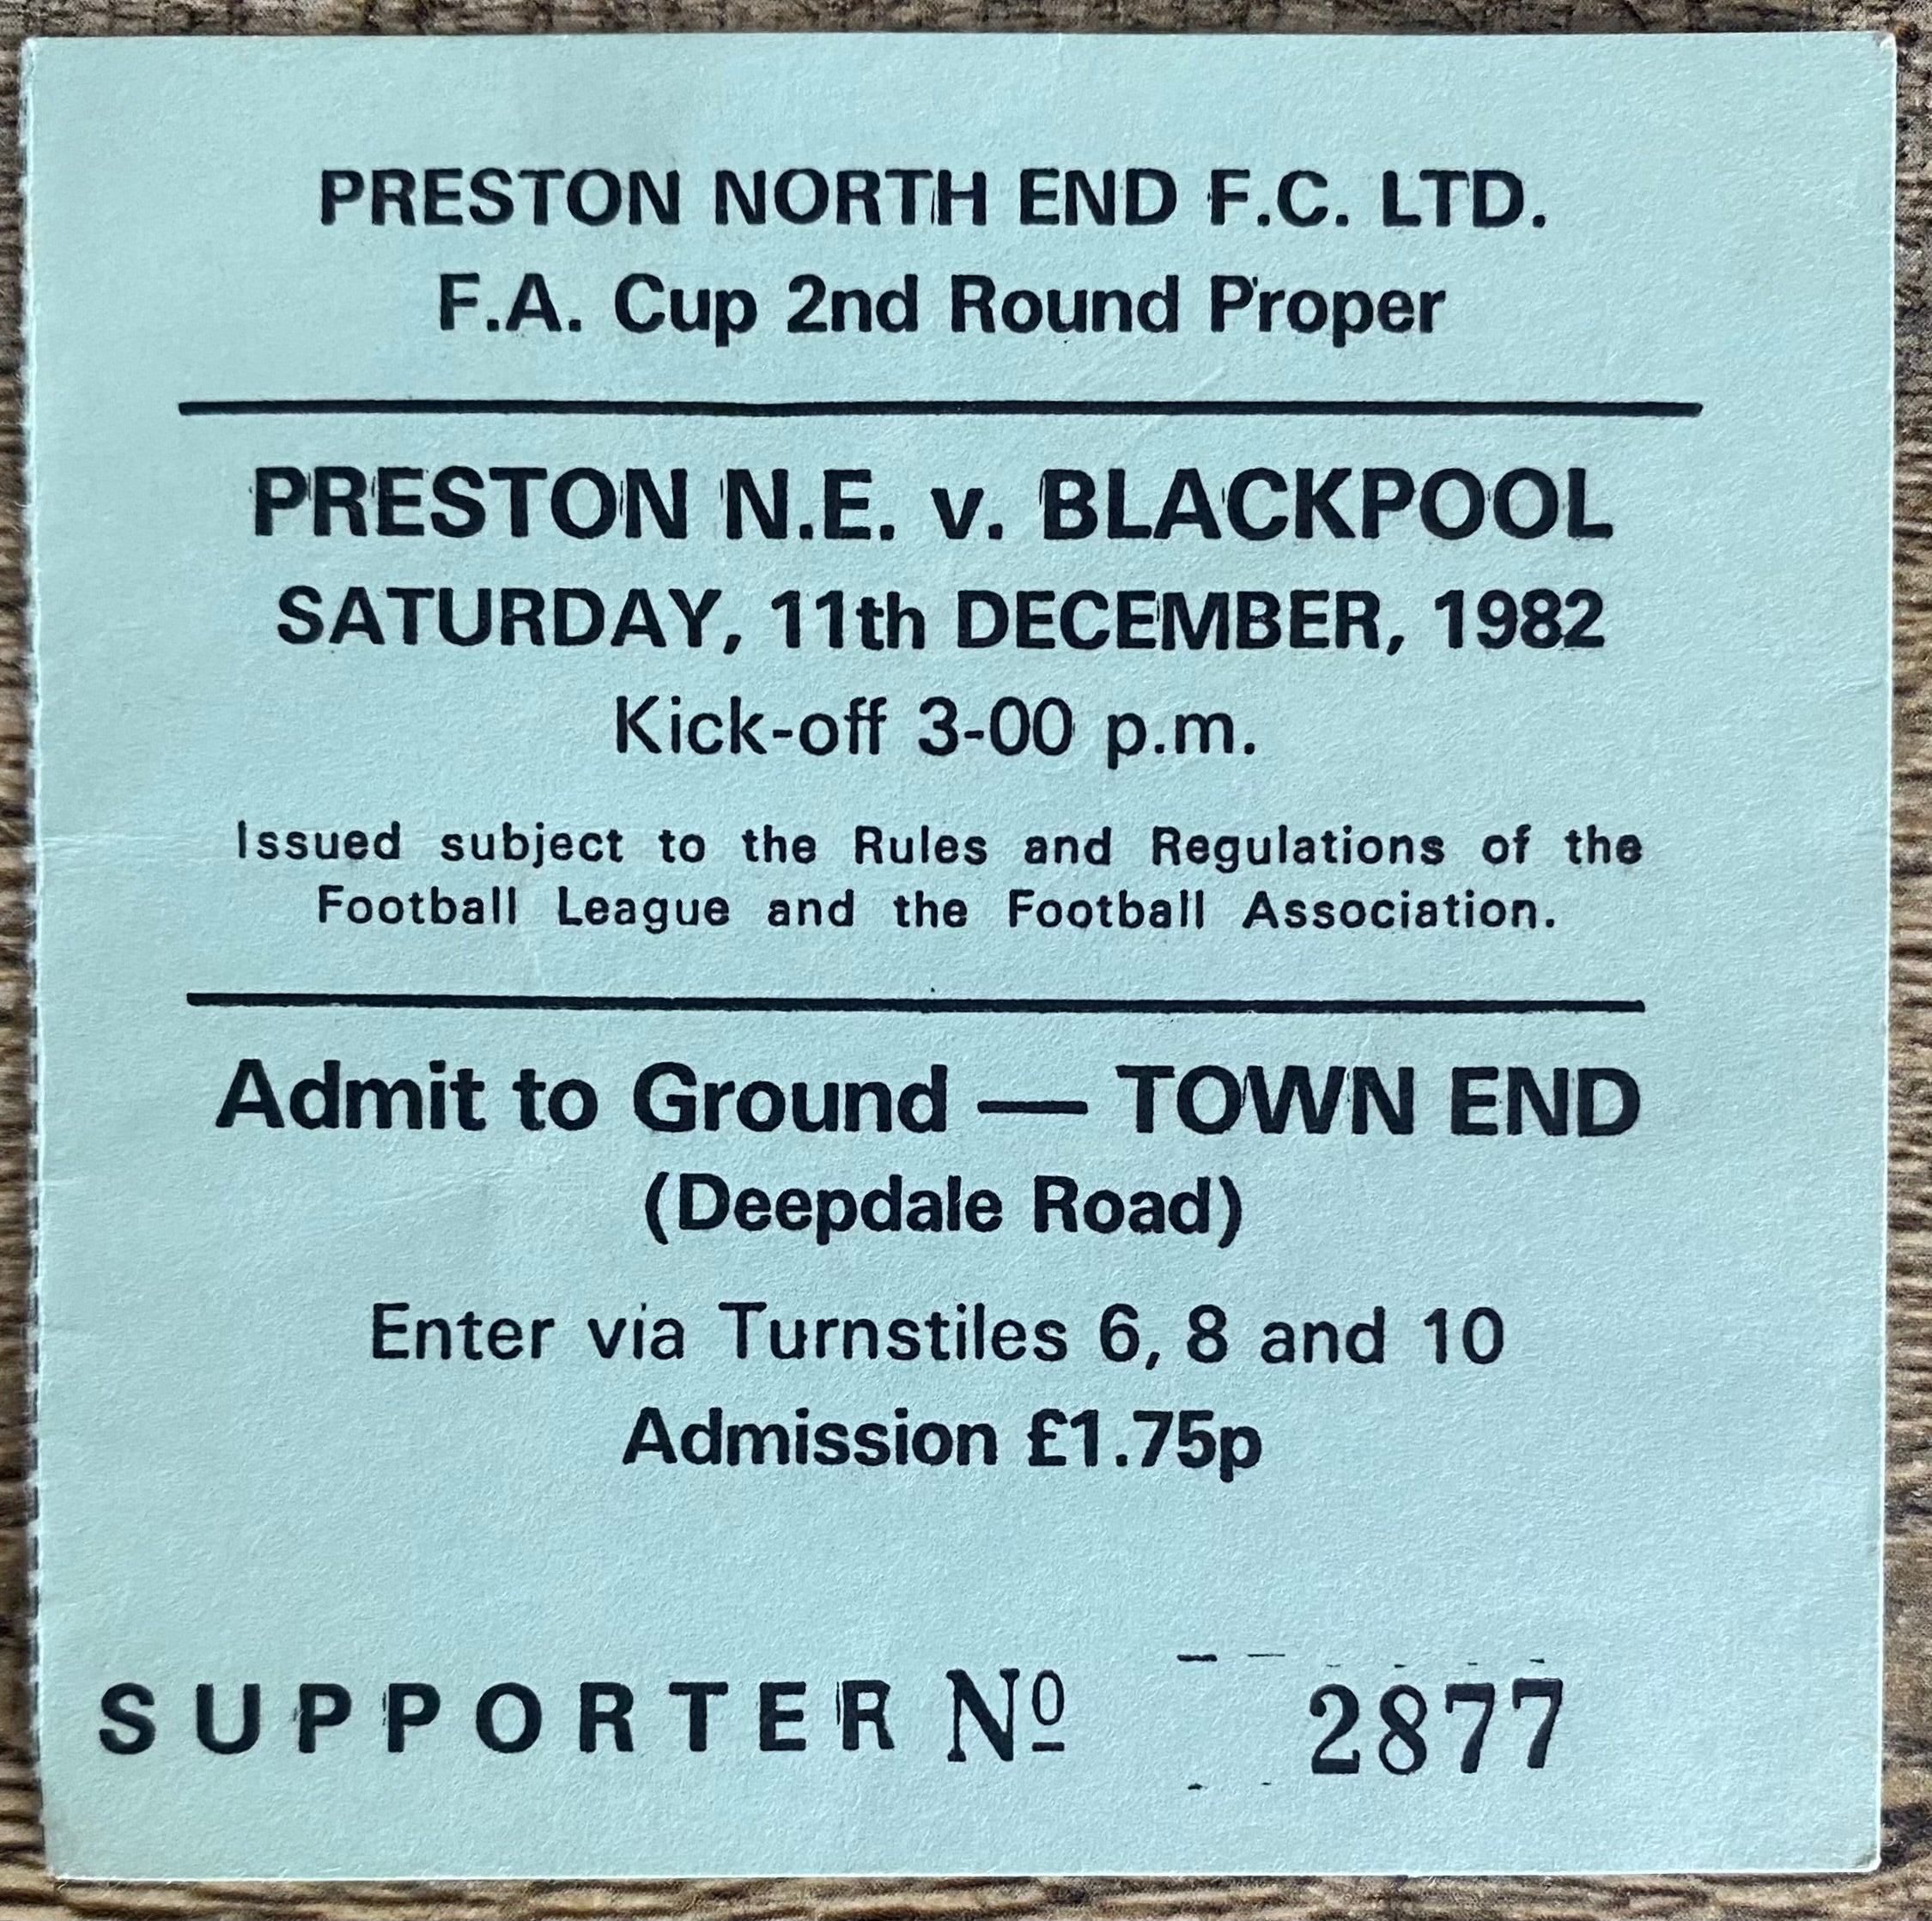 PRESTON NORTH END F.C. LTD.
F.A. Cup 2nd Round Proper
PRESTON N.E. v. BLACKPOOL
SATURDAY, 11th DECEMBER, 1982
Kick-off 3-00 p.m.
Issued subject to the Rules and Regulations of the
Football League and the Football Association.
Admit to Ground — TOWN END
(Deepdale Road)
Enter via Turnstiles 6, 8 and 10
Admission £1.75p
SUPPORTER Nº 2877